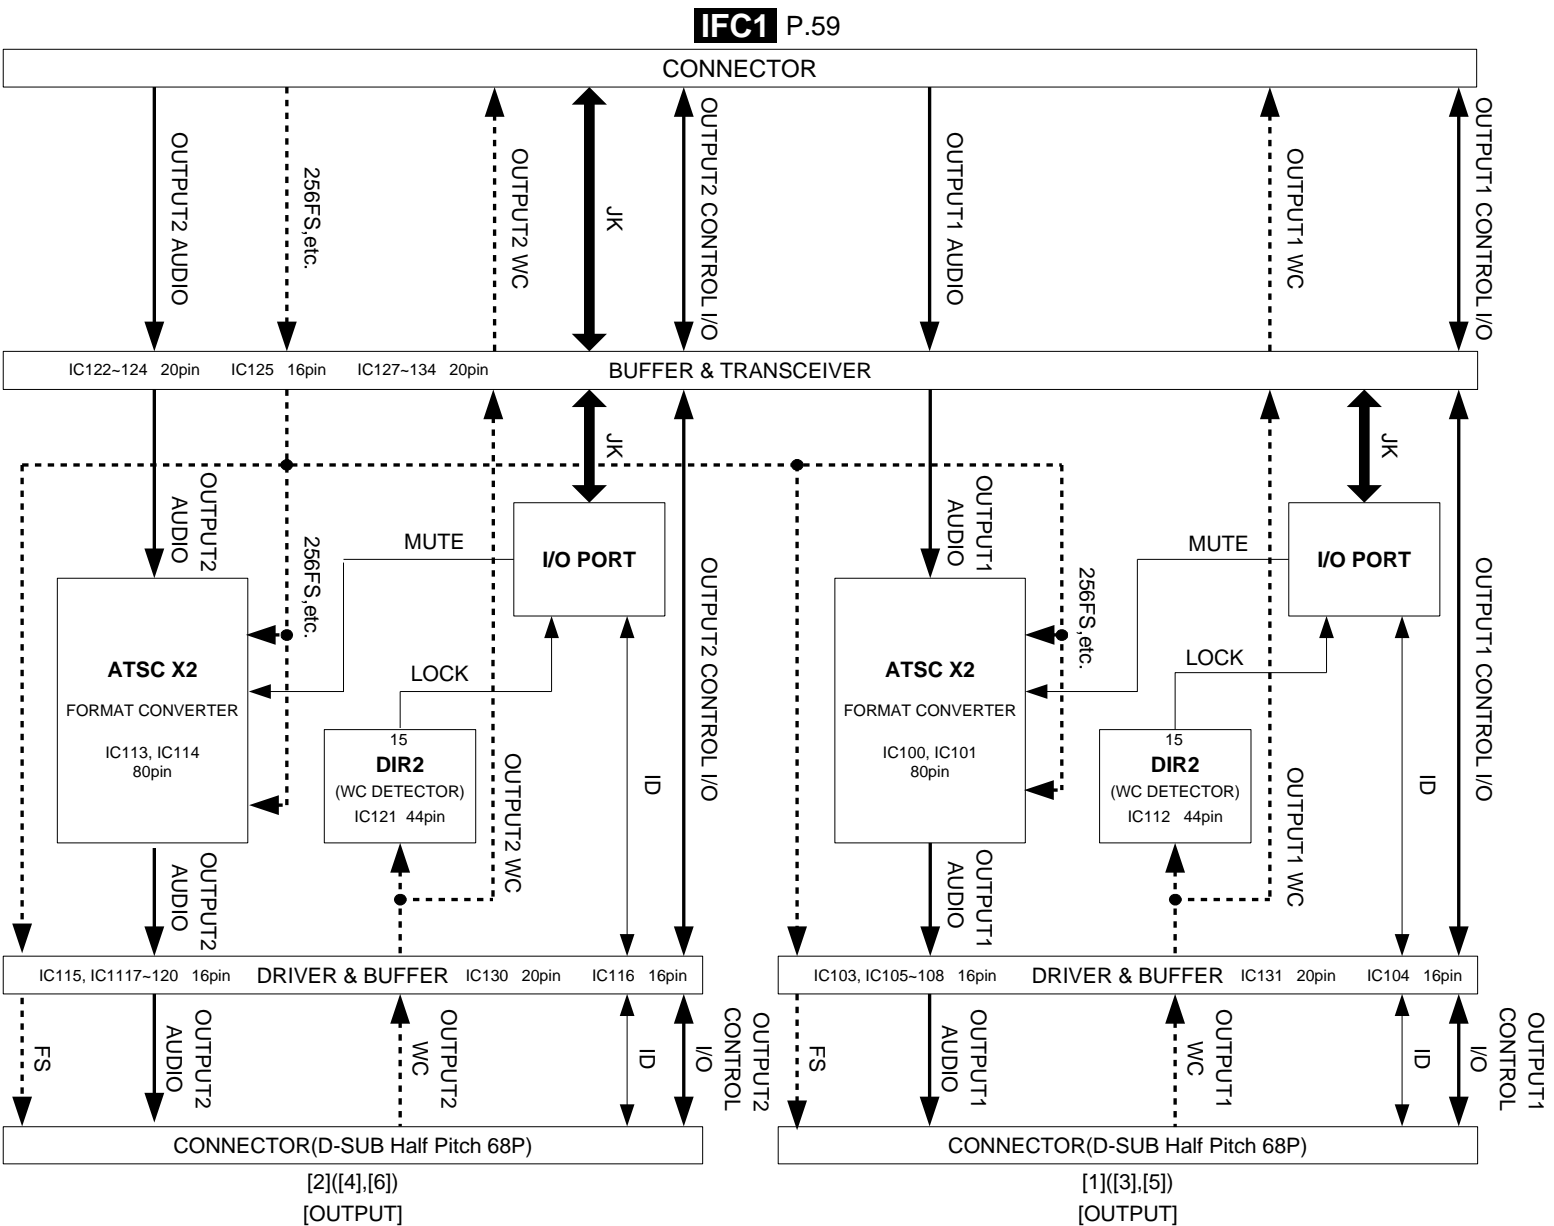 IFC1 P.59
CONNECTOR
OUTPUT2 AUDIO
256FS,etc.
OUTPUT2 WC
JK
OUTPUT2 CONTROL I/O
OUTPUT1 AUDIO
OUTPUT1 WC
OUTPUT1 CONTROL I/O
IC122~124 20pin IC125 16pin IC127~134 20pin BUFFER & TRANSCEIVER
OUTPUT2
AUDIO
256FS,etc.
JK
MUTE
I/O PORT
ATSC X2
FORMAT CONVERTER
IC113, IC114
80pin
LOCK
15
DIR2
(WC DETECTOR)
IC121 44pin
OUTPUT2 WC
ID
OUTPUT2 CONTROL I/O
OUTPUT2
AUDIO
OUTPUT1
AUDIO
256FS,etc.
JK
MUTE
I/O PORT
ATSC X2
FORMAT CONVERTER
IC100, IC101
80pin
LOCK
15
DIR2
(WC DETECTOR)
IC112 44pin
OUTPUT1 WC
ID
OUTPUT1 CONTROL I/O
OUTPUT1
AUDIO
IC115, IC1117~120 16pin DRIVER & BUFFER IC130 20pin IC116 16pin
IC103, IC105~108 16pin DRIVER & BUFFER IC131 20pin IC104 16pin
FS
OUTPUT2
AUDIO
OUTPUT2
WC
ID
OUTPUT2
CONTROL
I/O
FS
OUTPUT1
AUDIO
OUTPUT1
WC
ID
OUTPUT1
CONTROL
I/O
CONNECTOR(D-SUB Half Pitch 68P)
CONNECTOR(D-SUB Half Pitch 68P)
[2]([4],[6])
[OUTPUT]
[1]([3],[5])
[OUTPUT]